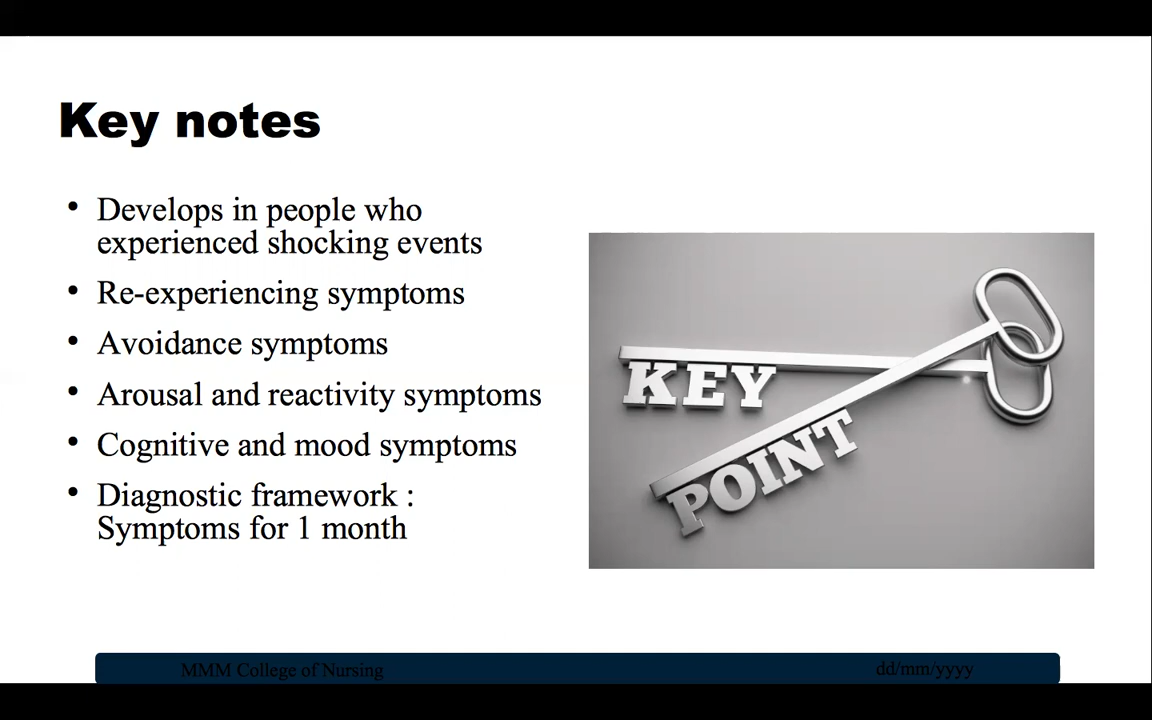 Key notes
• Develops in people who
experienced shocking events
• Re-experiencing symptoms
• Avoidance symptoms
• Arousal and reactivity symptoms
• Cognitive and mood symptoms
• Diagnostic framework :
Symptoms for 1 month
KEY
POINT
MMM College of Nursing
dd/mm/yyyy